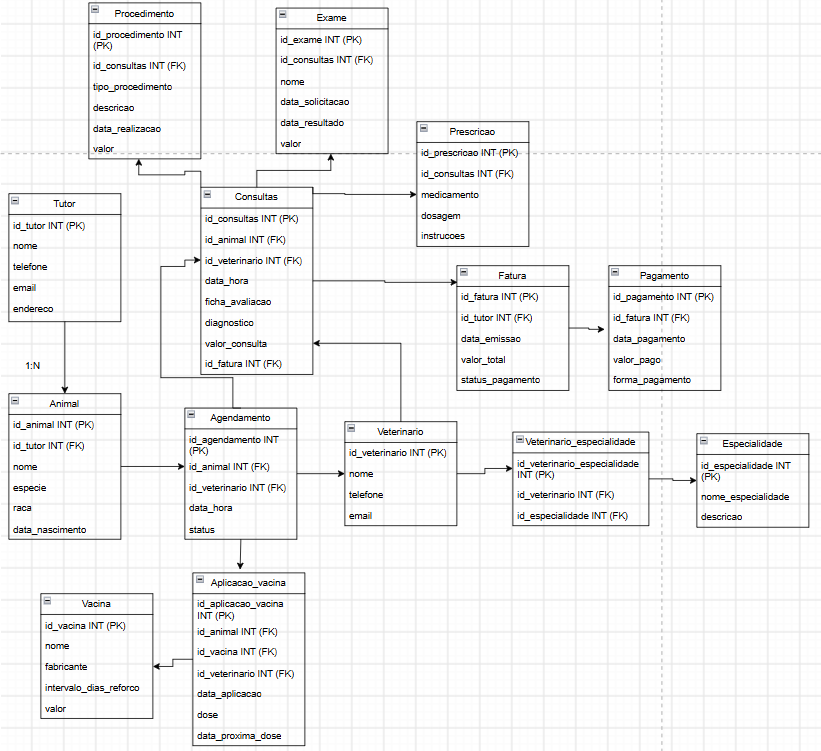 Procedimento
id_procedimento INT
(PK)
id_consultas INT (FK)
tipo_procedimento
descricao
data_realizacao
valor
Exame
id_exame INT (PK)
id_consultas INT (FK)
nome
data_solicitacao
data_resultado
valor
Prescricao
id_prescricao INT (PK)
id_consultas INT (FK)
medicamento
dosagem
instrucoes
Tutor
id_tutor INT (PK)
nome
telefone
email
endereco
Consultas
id_consultas INT (PK)
id_animal INT (FK)
id_veterinario INT (FK)
data_hora
ficha_avaliacao
diagnostico
valor_consulta
id_fatura INT (FK)
Fatura
id_fatura INT (PK)
id_tutor INT (FK)
data_emissao
valor_total
status_pagamento
Pagamento
id_pagamento INT (PK)
id_fatura INT (FK)
data_pagamento
valor_pago
forma_pagamento
1:N
Animal
id_animal INT (PK)
id_tutor INT (FK)
nome
especie
raca
data_nascimento
Agendamento
id_agendamento INT
(PK)
id_animal INT (FK)
id_veterinario INT (FK)
data_hora
status
Veterinario
id_veterinario INT (PK)
nome
telefone
email
Veterinario_especialidade
id_veterinario_especialidade
INT (PK)
id_veterinario INT (FK)
id_especialidade INT (FK)
Especialidade
id_especialidade INT
(PK)
nome_especialidade
descricao
Vacina
id_vacina INT (PK)
nome
fabricante
intervalo_dias_reforco
valor
Aplicacao_vacina
id_aplicacao_vacina
INT (PK)
id_animal INT (FK)
id_vacina INT (FK)
id_veterinario INT (FK)
data_aplicacao
dose
data_proxima_dose